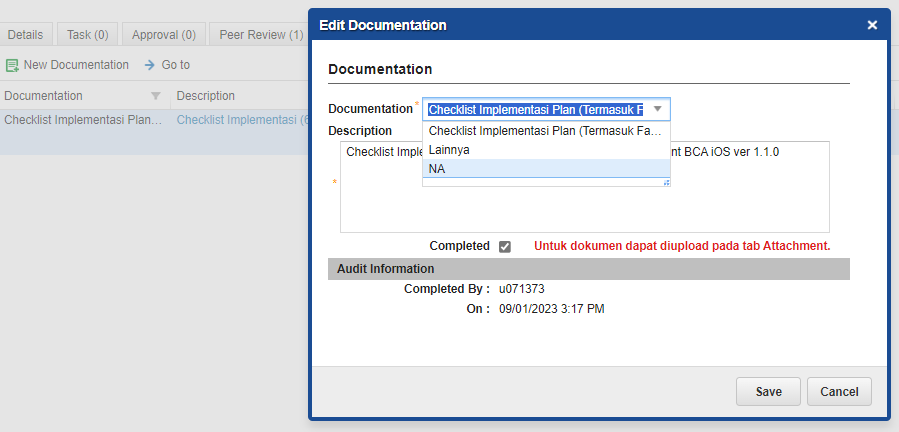 Edit Documentation
Details Task (0) Approval (0) Peer Review (1)
New Documentation Go to
Documentation Description
Checklist Implementasi Plan... Checklist Implementasi (6
Documentation
Documentation * Checklist Implementasi Plan (Termasuk F
Checklist Implementasi Plan (Termasuk Fa...
Lainnya
NA
Description
* Checklist Imple nt BCA iOS ver 1.1.0
Completed Untuk dokumen dapat diupload pada tab Attachment.
Audit Information
Completed By : u071373
On : 09/01/2023 3:17 PM
Save Cancel